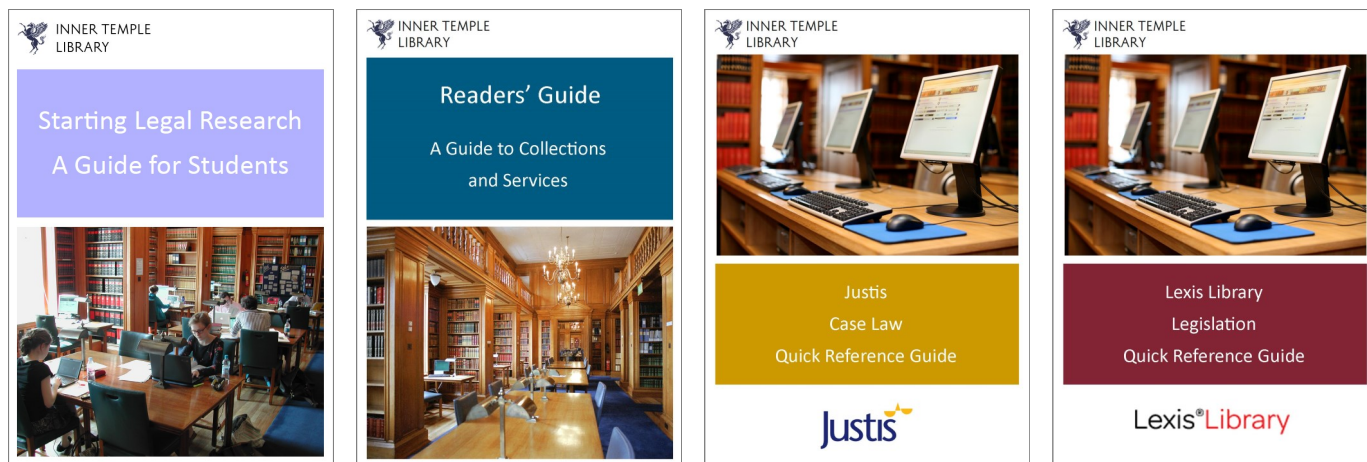 INNER TEMPLE
LIBRARY
Starting Legal Research
A Guide for Students
INNER TEMPLE
LIBRARY
Readers’ Guide
A Guide to Collections
and Services
INNER TEMPLE
LIBRARY
Justis
Case Law
Quick Reference Guide
Justis
INNER TEMPLE
LIBRARY
Lexis Library
Legislation
Quick Reference Guide
Lexis®Library